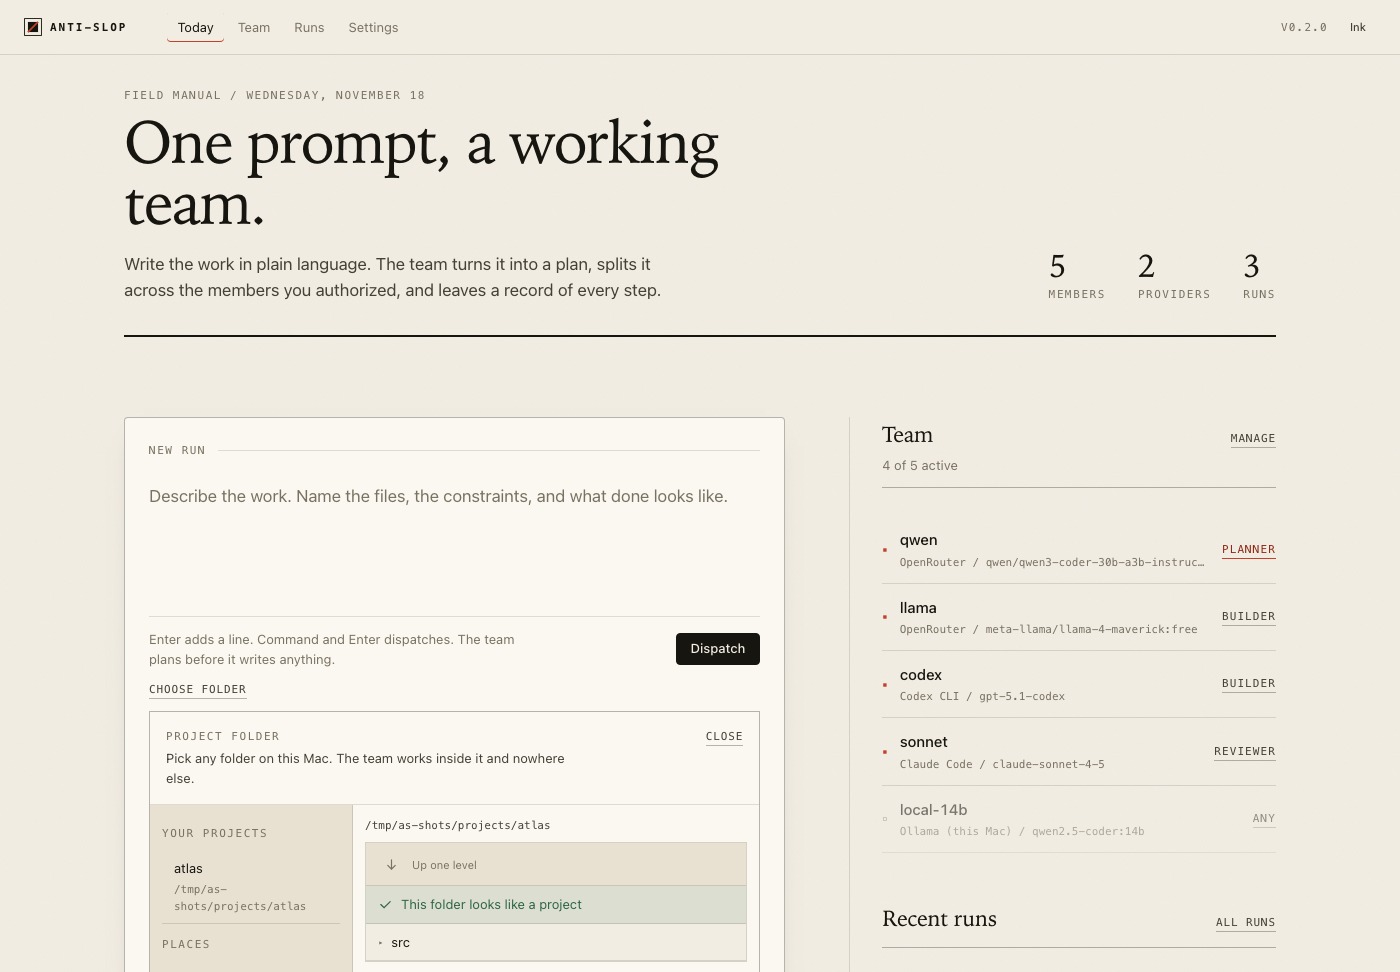 ANTI-SLOP
Today
Team
Runs
Settings
V0.2.0
Ink
FIELD MANUAL / WEDNESDAY, NOVEMBER 18
One prompt, a working
team.
Write the work in plain language. The team turns it into a plan, splits it
across the members you authorized, and leaves a record of every step.
5
MEMBERS
2
PROVIDERS
3
RUNS
NEW RUN
Describe the work. Name the files, the constraints, and what done looks like.
Enter adds a line. Command and Enter dispatches. The team
plans before it writes anything.
Dispatch
CHOOSE FOLDER
PROJECT FOLDER
CLOSE
Pick any folder on this Mac. The team works inside it and nowhere
else.
YOUR PROJECTS
atlas
/tmp/as-
shots/projects/atlas
PLACES
/tmp/as-shots/projects/atlas
Up one level
This folder looks like a project
src
Team
MANAGE
4 of 5 active
qwen
OpenRouter / qwen/qwen3-coder-30b-a3b-instruc…
PLANNER
llama
OpenRouter / meta-llama/llama-4-maverick:free
BUILDER
codex
Codex CLI / gpt-5.1-codex
BUILDER
sonnet
Claude Code / claude-sonnet-4-5
REVIEWER
local-14b
Ollama (this Mac) / qwen2.5-coder:14b
ANY
Recent runs
ALL RUNS